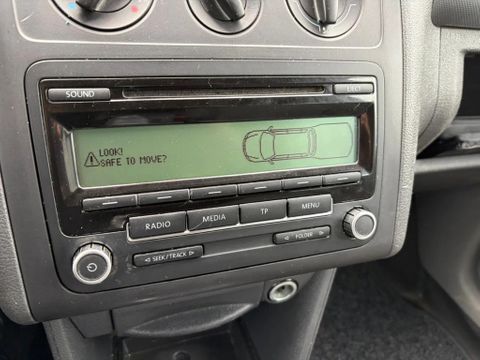 SOUND
EJECT
LOOK!
SAFE TO MOVE?
RADIO
MEDIA
TP
MENU
SEEK/TRACK
FOLDER